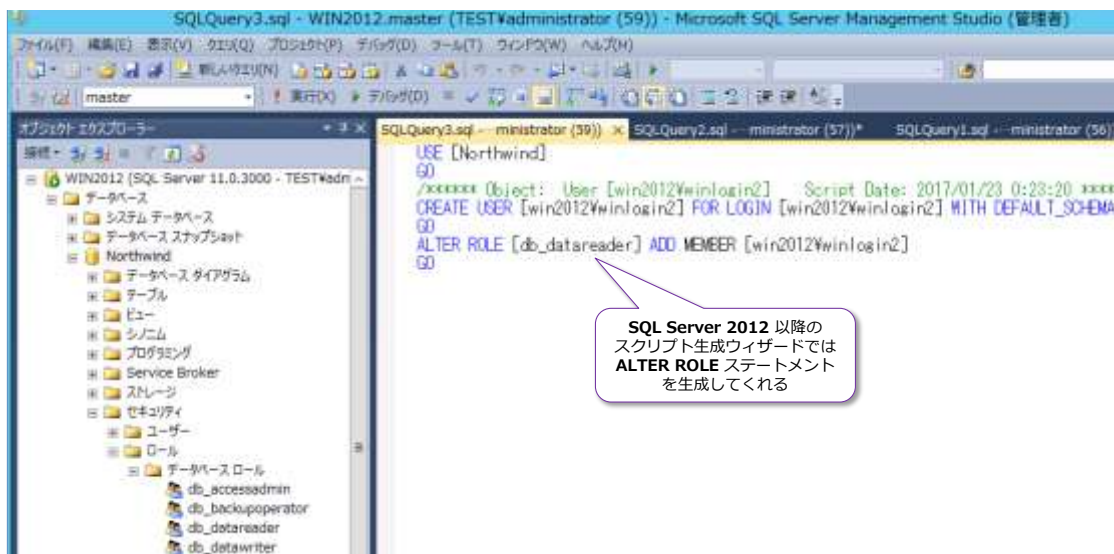 SQLQuery3.sql - WIN2012.master (TEST¥administrator (59)) - Microsoft SQL Server Management Studio (管理者)
ファイル(F) 編集(E) 表示(V) クエリ(Q) プロジェクト(P) デバッグ(D) ツール(T) ウィンドウ(W) ヘルプ(H)
新しいクエリ(N)
master 実行(X) デバッグ(D)
オブジェクト エクスプローラー
接続
WIN2012 (SQL Server 11.0.3000 - TEST¥adm
データベース
システム データベース
データベース スナップショット
Northwind
データベース ダイアグラム
テーブル
ビュー
シノニム
プログラミング
Service Broker
ストレージ
セキュリティ
ユーザー
ロール
データベース ロール
db_accessadmin
db_backupoperator
db_datareader
db_datawriter
SQLQuery3.sql - ministrator (59)) × SQLQuery2.sql - ministrator (57))* SQLQuery1.sql - ministrator (56)
USE [Northwind]
GO
/****** Object: User [win2012¥winlogin2] Script Date: 2017/01/23 0:23:20 ****
CREATE USER [win2012¥winlogin2] FOR LOGIN [win2012¥winlogin2] WITH DEFAULT_SCHEMA
GO
ALTER ROLE [db_datareader] ADD MEMBER [win2012¥winlogin2]
GO
SQL Server 2012 以降の
スクリプト生成ウィザードでは
ALTER ROLE ステートメント
を生成してくれる